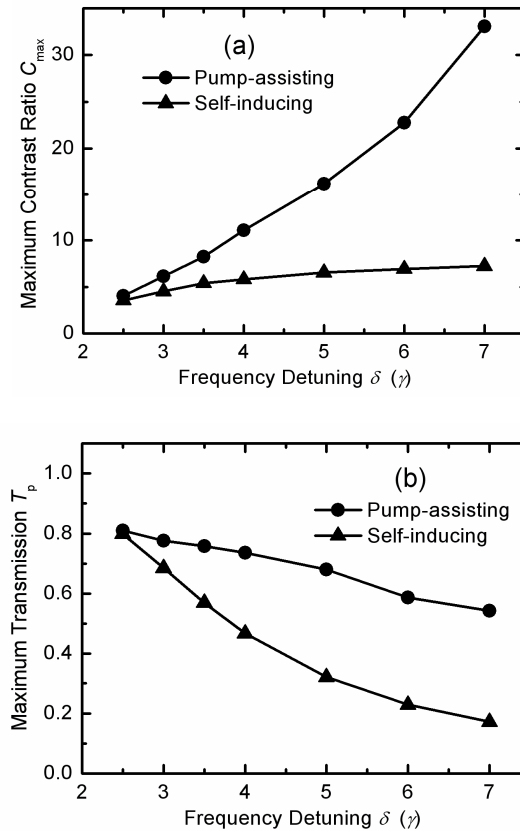 (a)
Pump-assisting
Self-inducing
Maximum Contrast Ratio Cmax
30
20
10
0
2 3 4 5 6 7
Frequency Detuning δ (γ)
(b)
Pump-assisting
Self-inducing
Maximum Transmission Tp
1.0
0.8
0.6
0.4
0.2
0.0
2 3 4 5 6 7
Frequency Detuning δ (γ)